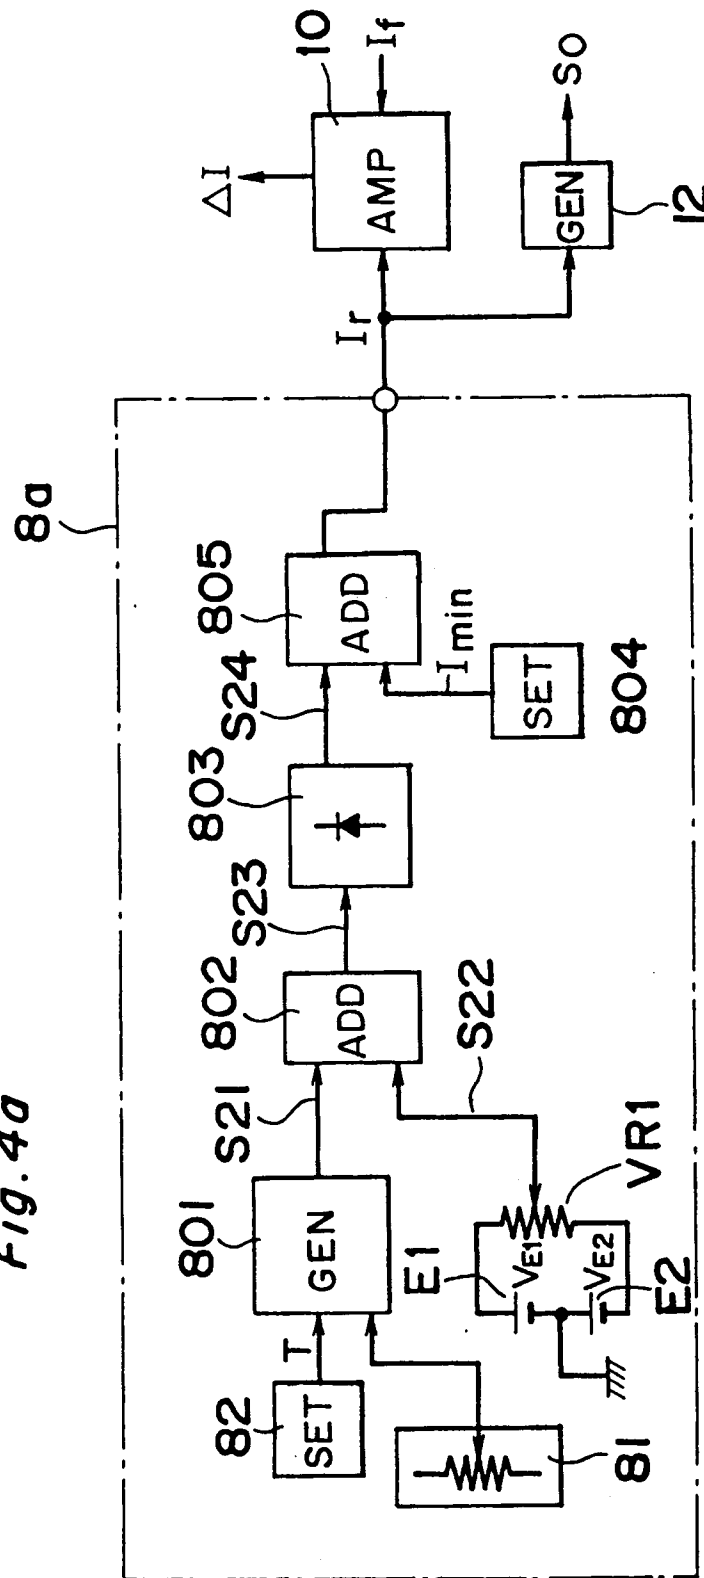 Fig. 4a
8a
82
SET
T
81
801
GEN
S21
E1
VE1
VE2
E2
VR1
S22
802
ADD
S23
803
S24
805
ADD
Imin
SET
804
Ir
10
AMP
ΔI
If
GEN
12
SO